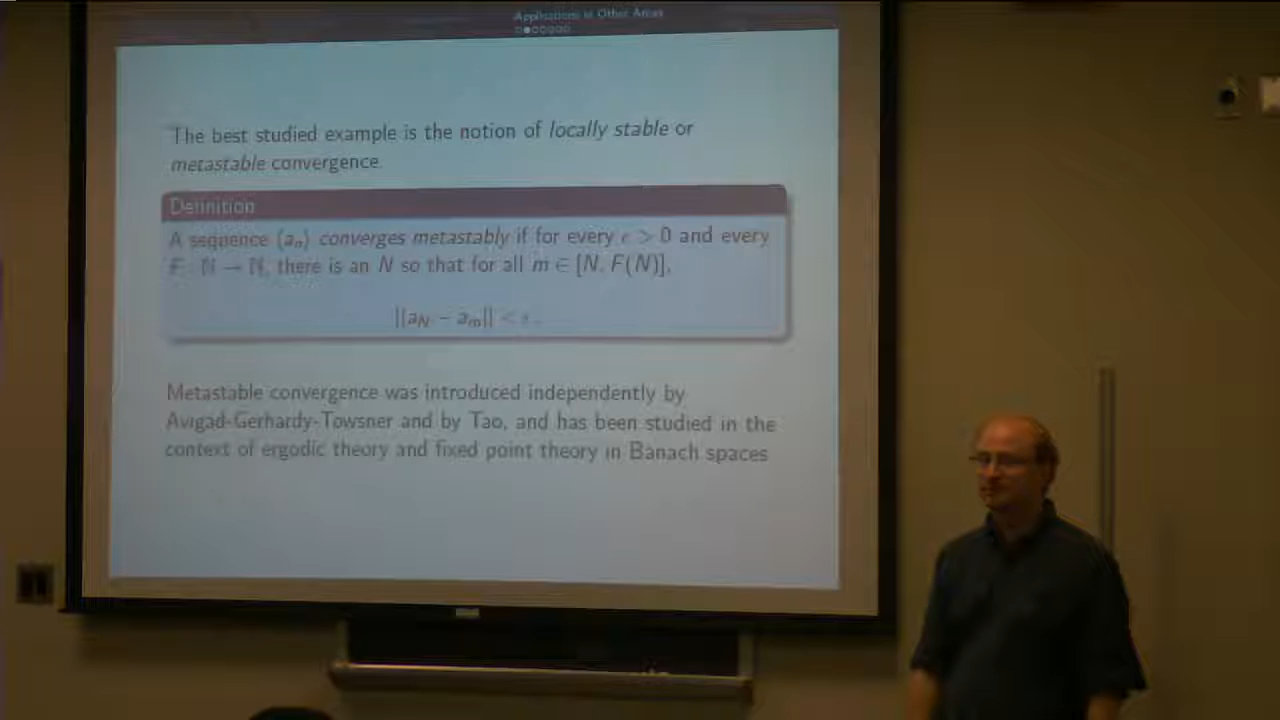 Applications to Other Areas
The best studied example is the notion of locally stable or
metastable convergence.
Definition
A sequence (aₙ) converges metastably if for every ϵ > 0 and every
F : ℕ → ℕ, there is an N so that for all m ∈ [N, F(N)],
||a_N − a_m|| < ϵ.
Metastable convergence was introduced independently by
Avigad-Gerhardy-Towsner and by Tao, and has been studied in the
context of ergodic theory and fixed point theory in Banach spaces